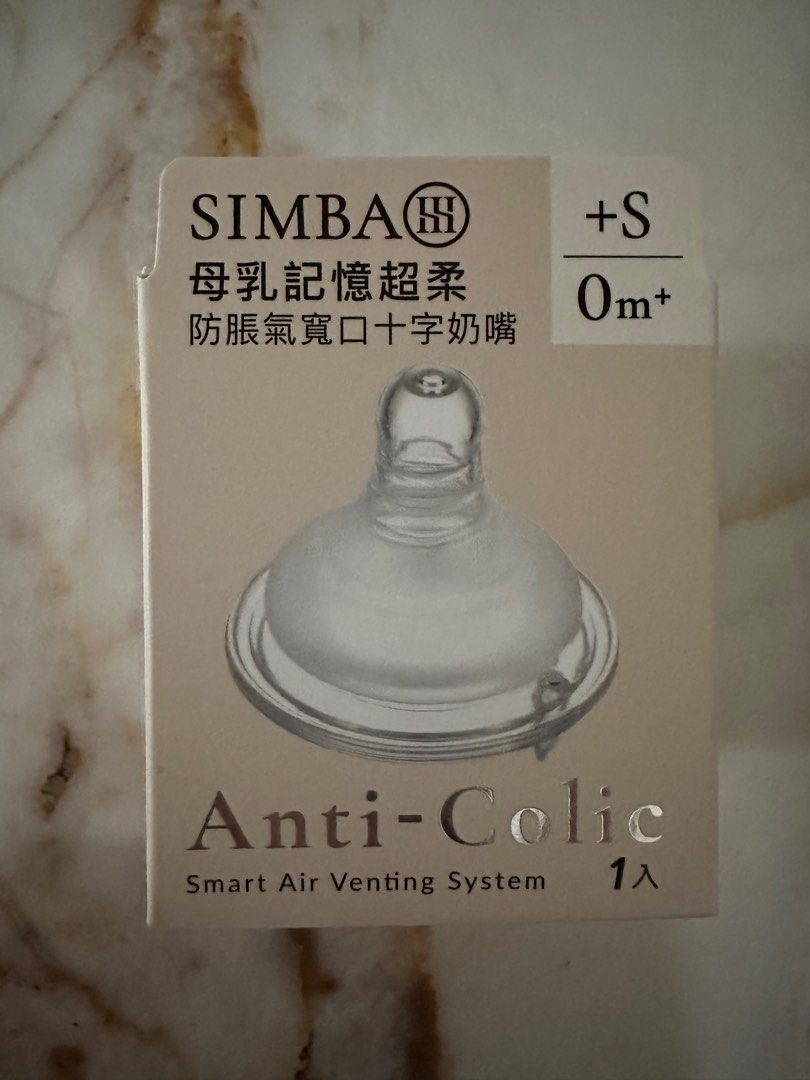 SIMBA
母乳記憶超柔
防脹氣寬口十字奶嘴
+S
0m+
Anti-Colic
Smart Air Venting System
1入